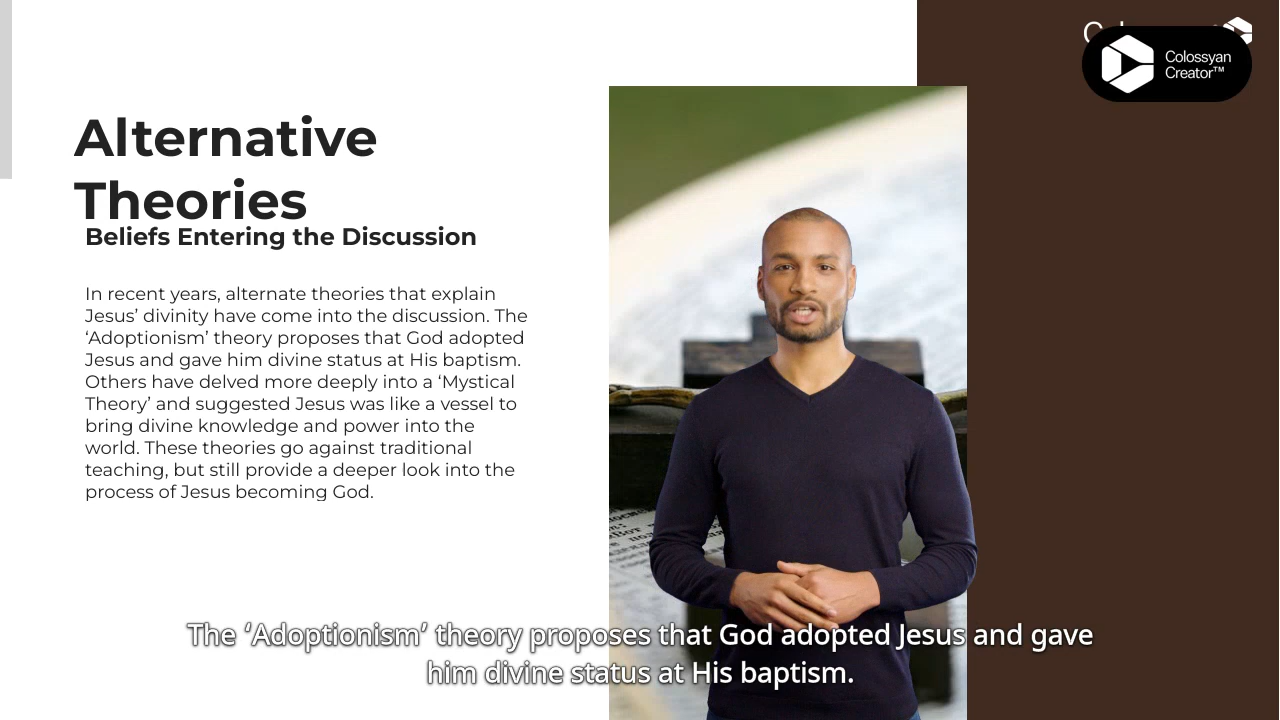 Colossyan
Creator™
Alternative
Theories
Beliefs Entering the Discussion
In recent years, alternate theories that explain
Jesus’ divinity have come into the discussion. The
‘Adoptionism’ theory proposes that God adopted
Jesus and gave him divine status at His baptism.
Others have delved more deeply into a ‘Mystical
Theory’ and suggested Jesus was like a vessel to
bring divine knowledge and power into the
world. These theories go against traditional
teaching, but still provide a deeper look into the
process of Jesus becoming God.
The ‘Adoptionism’ theory proposes that God adopted Jesus and gave
him divine status at His baptism.